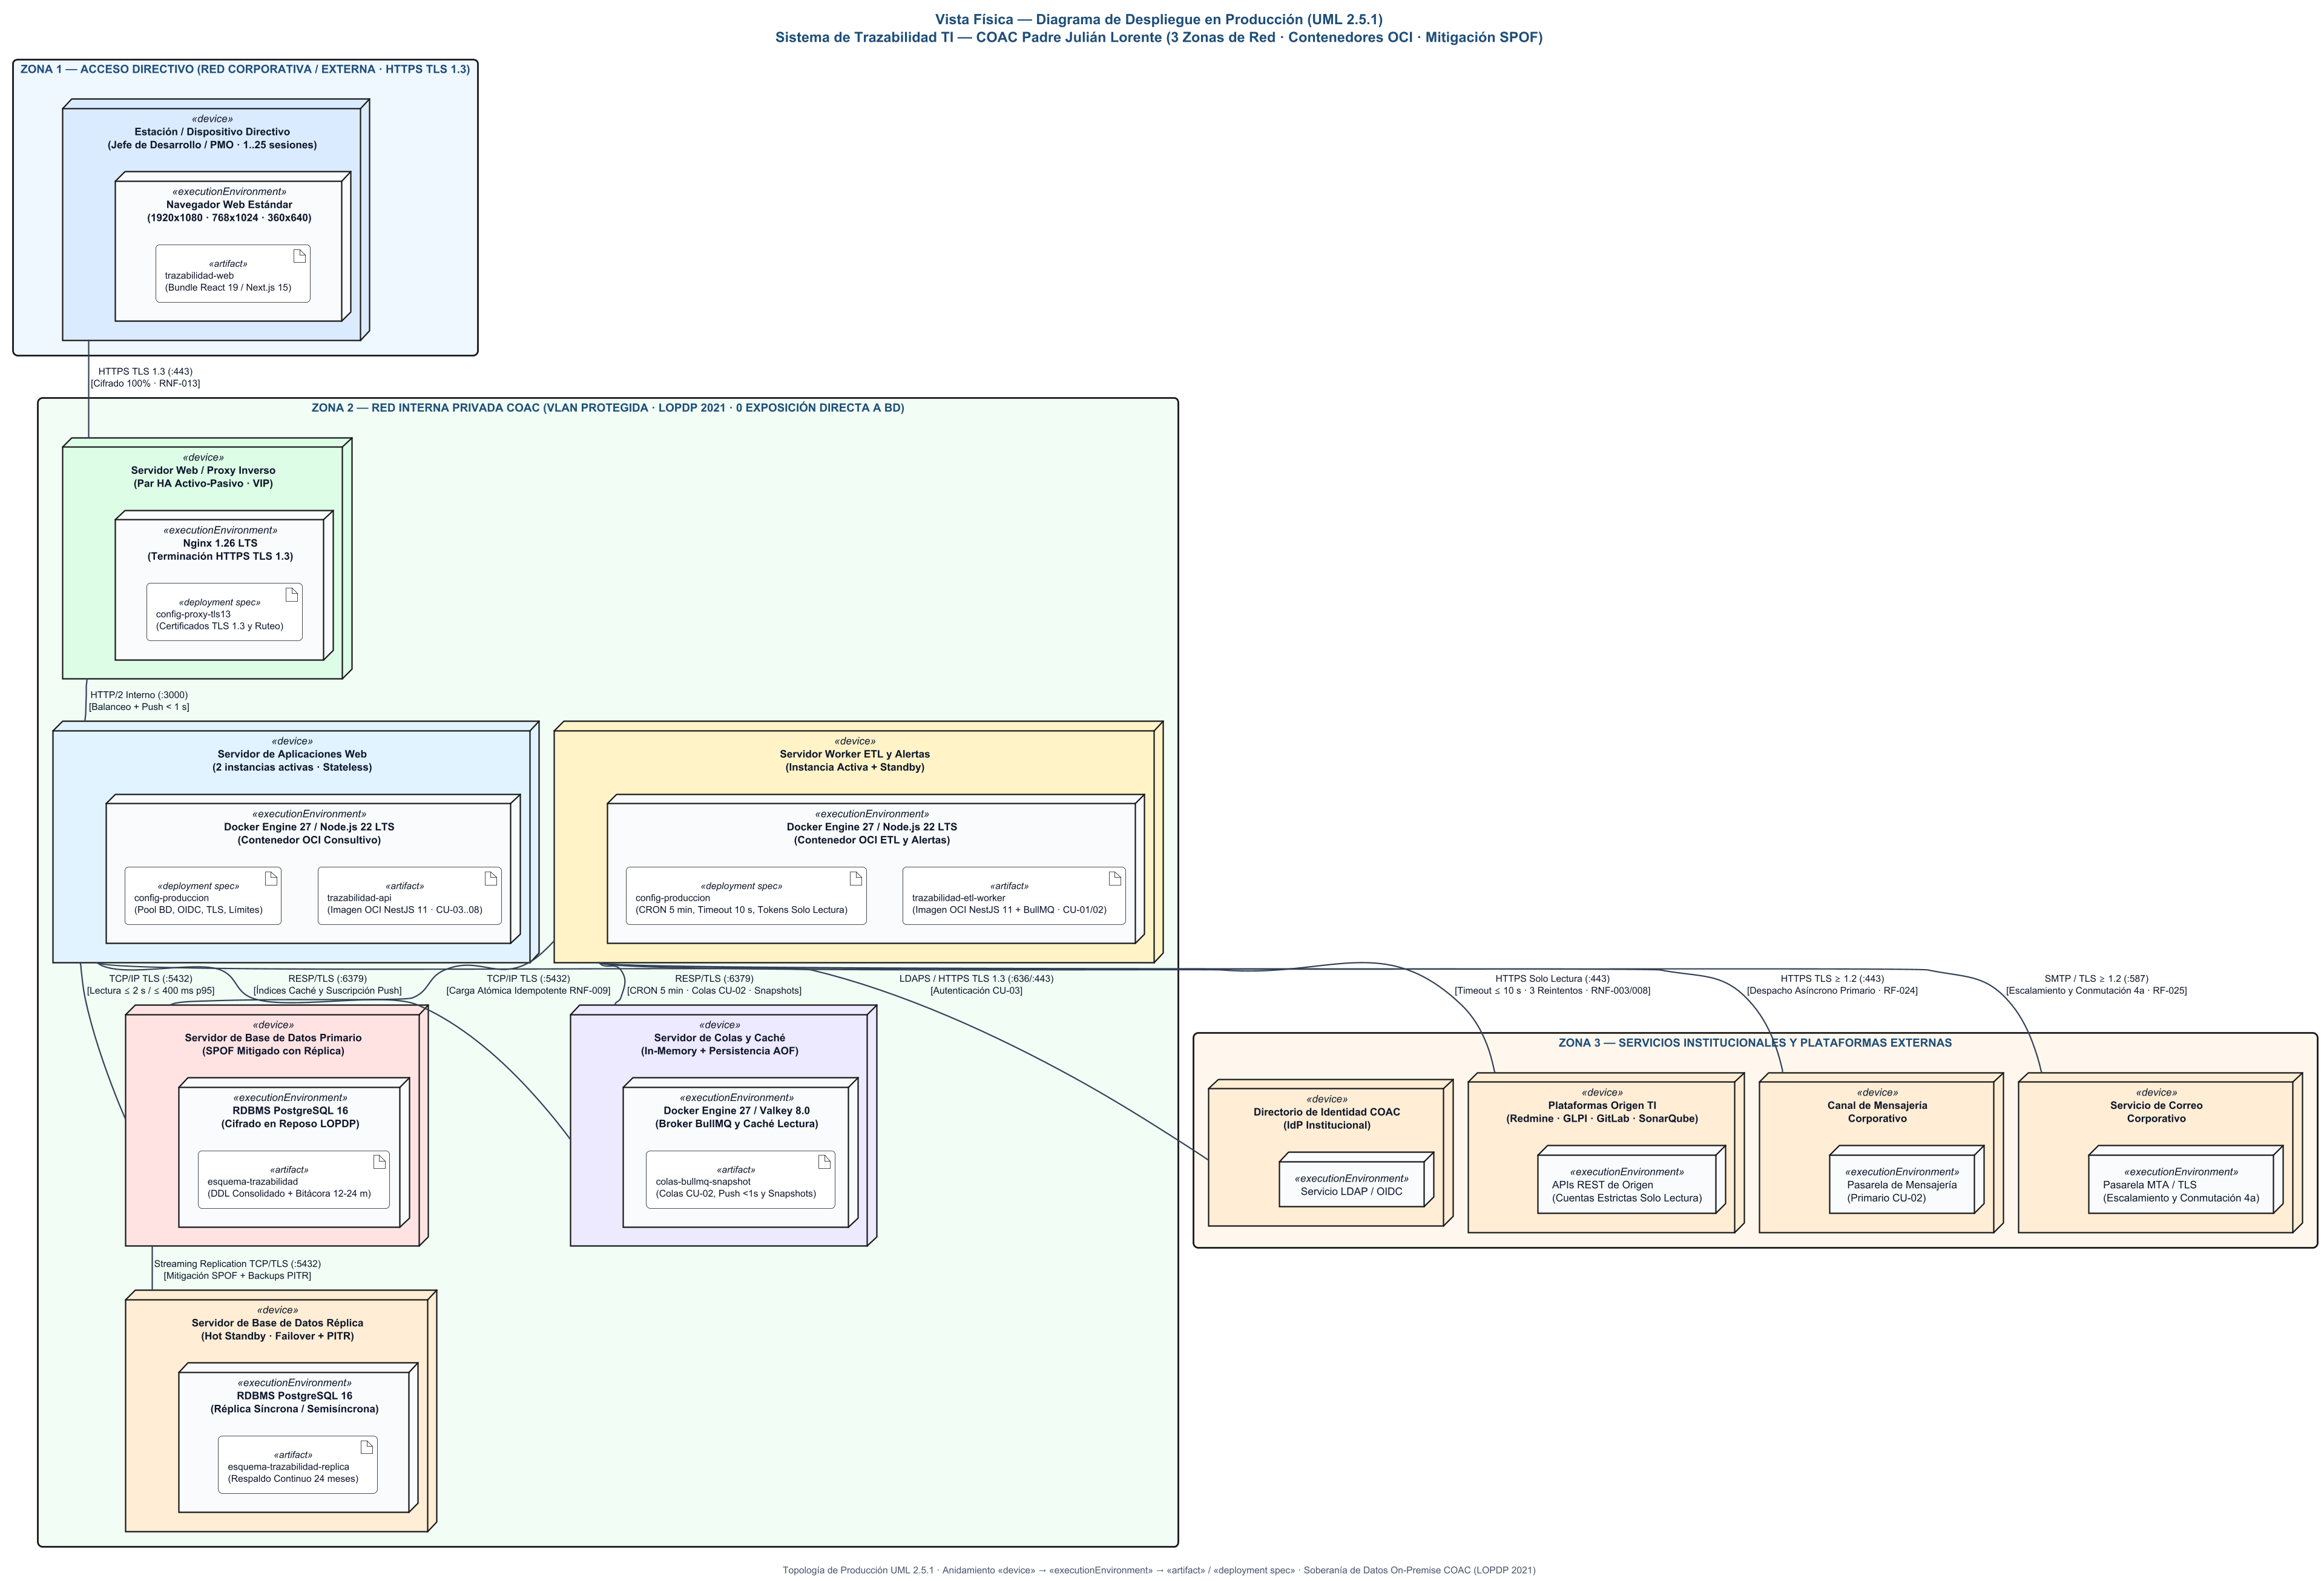 Vista Física — Diagrama de Despliegue en Producción (UML 2.5.1)
Sistema de Trazabilidad TI — COAC Padre Julián Lorente (3 Zonas de Red · Contenedores OCI · Mitigación SPOF)
ZONA 1 — ACCESO DIRECTIVO (RED CORPORATIVA / EXTERNA · HTTPS TLS 1.3)
«device»
Estación / Dispositivo Directivo
(Jefe de Desarrollo / PMO · 1..25 sesiones)
«executionEnvironment»
Navegador Web Estándar
(1920x1080 · 768x1024 · 360x640)
«artifact»
trazabilidad-web
(Bundle React 19 / Next.js 15)
HTTPS TLS 1.3 (:443)
[Cifrado 100% · RNF-013]
ZONA 2 — RED INTERNA PRIVADA COAC (VLAN PROTEGIDA · LOPDP 2021 · 0 EXPOSICIÓN DIRECTA A BD)
«device»
Servidor Web / Proxy Inverso
(Par HA Activo-Pasivo · VIP)
«executionEnvironment»
Nginx 1.26 LTS
(Terminación HTTPS TLS 1.3)
«deployment spec»
config-proxy-tls13
(Certificados TLS 1.3 y Ruteo)
HTTP/2 Interno (:3000)
[Balanceo + Push < 1 s]
«device»
Servidor de Aplicaciones Web
(2 instancias activas · Stateless)
«executionEnvironment»
Docker Engine 27 / Node.js 22 LTS
(Contenedor OCI Consultivo)
«deployment spec»
config-produccion
(Pool BD, OIDC, TLS, Límites)
«artifact»
trazabilidad-api
(Imagen OCI NestJS 11 · CU-03..08)
«device»
Servidor Worker ETL y Alertas
(Instancia Activa + Standby)
«executionEnvironment»
Docker Engine 27 / Node.js 22 LTS
(Contenedor OCI ETL y Alertas)
«deployment spec»
config-produccion
(CRON 5 min, Timeout 10 s, Tokens Solo Lectura)
«artifact»
trazabilidad-etl-worker
(Imagen OCI NestJS 11 + BullMQ · CU-01/02)
TCP/IP TLS (:5432)
[Lectura ≤ 2 s / ≤ 400 ms p95]
RESP/TLS (:6379)
[Índices Caché y Suscripción Push]
TCP/IP TLS (:5432)
[Carga Atómica Idempotente RNF-009]
RESP/TLS (:6379)
[CRON 5 min · Colas CU-02 · Snapshots]
LDAPS / HTTPS TLS 1.3 (:636/:443)
[Autenticación CU-03]
HTTPS Solo Lectura (:443)
[Timeout ≤ 10 s · 3 Reintentos · RNF-003/008]
HTTPS TLS ≥ 1.2 (:443)
[Despacho Asíncrono Primario · RF-024]
SMTP / TLS ≥ 1.2 (:587)
[Escalamiento y Conmutación 4a · RF-025]
«device»
Servidor de Base de Datos Primario
(SPOF Mitigado con Réplica)
«executionEnvironment»
RDBMS PostgreSQL 16
(Cifrado en Reposo LOPDP)
«artifact»
esquema-trazabilidad
(DDL Consolidado + Bitácora 12-24 m)
«device»
Servidor de Colas y Caché
(In-Memory + Persistencia AOF)
«executionEnvironment»
Docker Engine 27 / Valkey 8.0
(Broker BullMQ y Caché Lectura)
«artifact»
colas-bullmq-snapshot
(Colas CU-02, Push <1s y Snapshots)
ZONA 3 — SERVICIOS INSTITUCIONALES Y PLATAFORMAS EXTERNAS
«device»
Directorio de Identidad COAC
(IdP Institucional)
«executionEnvironment»
Servicio LDAP / OIDC
«device»
Plataformas Origen TI
(Redmine · GLPI · GitLab · SonarQube)
«executionEnvironment»
APIs REST de Origen
(Cuentas Estrictas Solo Lectura)
«device»
Canal de Mensajería
Corporativo
«executionEnvironment»
Pasarela de Mensajería
(Primario CU-02)
«device»
Servicio de Correo
Corporativo
«executionEnvironment»
Pasarela MTA / TLS
(Escalamiento y Conmutación 4a)
Streaming Replication TCP/TLS (:5432)
[Mitigación SPOF + Backups PITR]
«device»
Servidor de Base de Datos Réplica
(Hot Standby · Failover + PITR)
«executionEnvironment»
RDBMS PostgreSQL 16
(Réplica Síncrona / Semisíncrona)
«artifact»
esquema-trazabilidad-replica
(Respaldo Continuo 24 meses)
Topología de Producción UML 2.5.1 · Anidamiento «device» → «executionEnvironment» → «artifact» / «deployment spec» · Soberanía de Datos On-Premise COAC (LOPDP 2021)